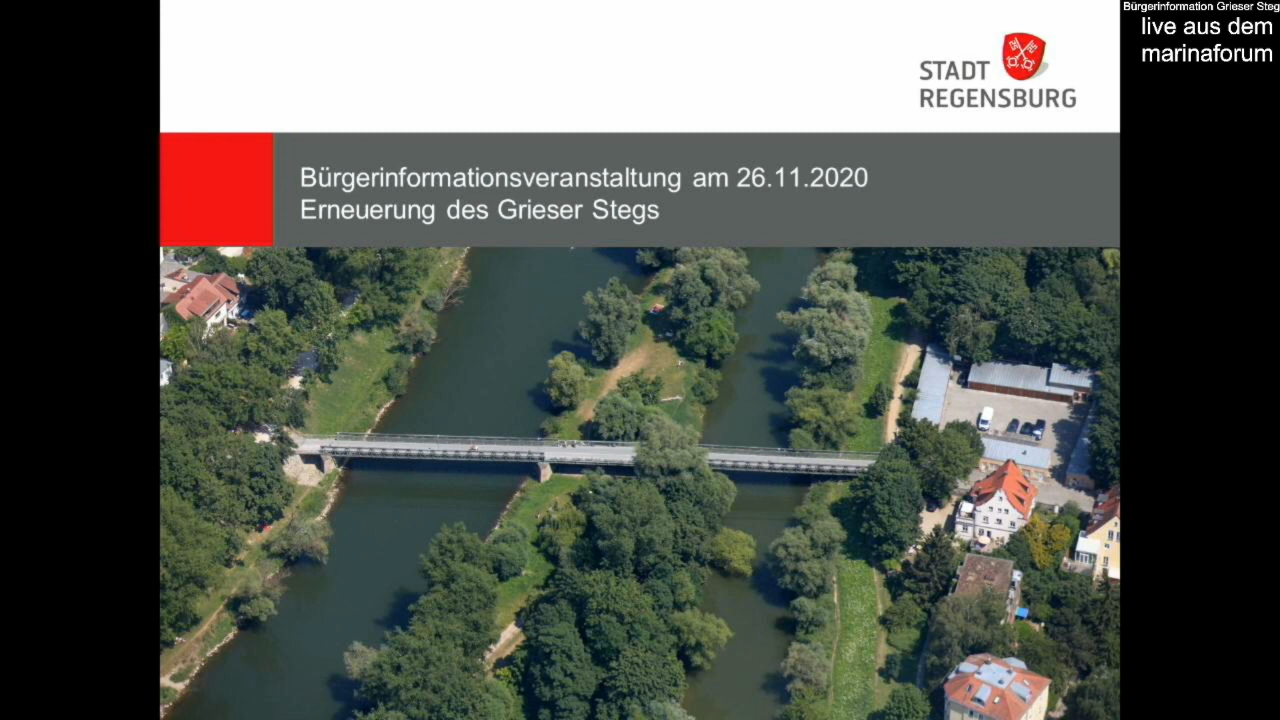 Bürgerinformation Grieser Steg
live aus dem
marinaforum
STADT
REGENSBURG
Bürgerinformationsveranstaltung am 26.11.2020
Erneuerung des Grieser Stegs